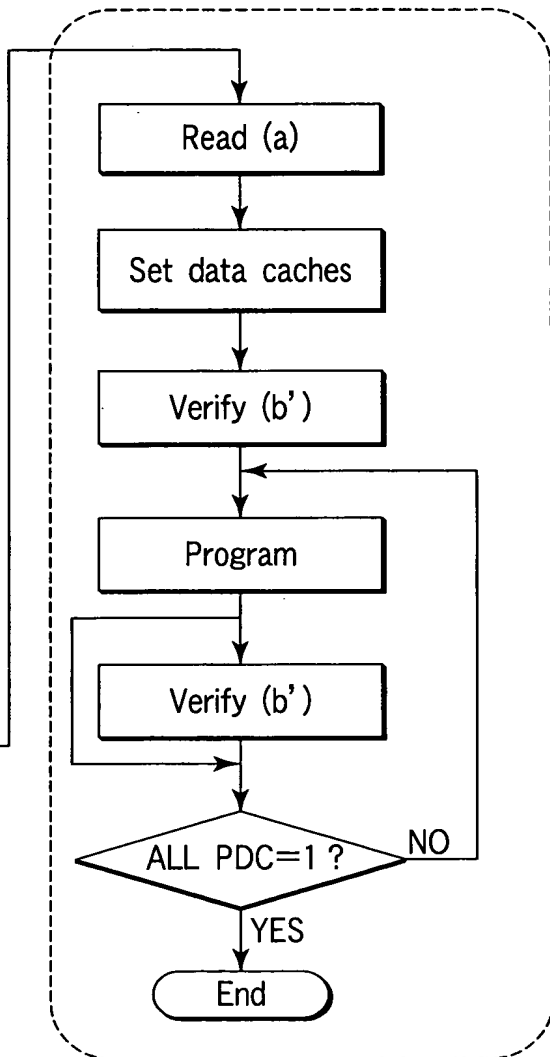 Read (a)
Set data caches
Verify (b')
Program
Verify (b')
ALL PDC=1 ?
NO
YES
End